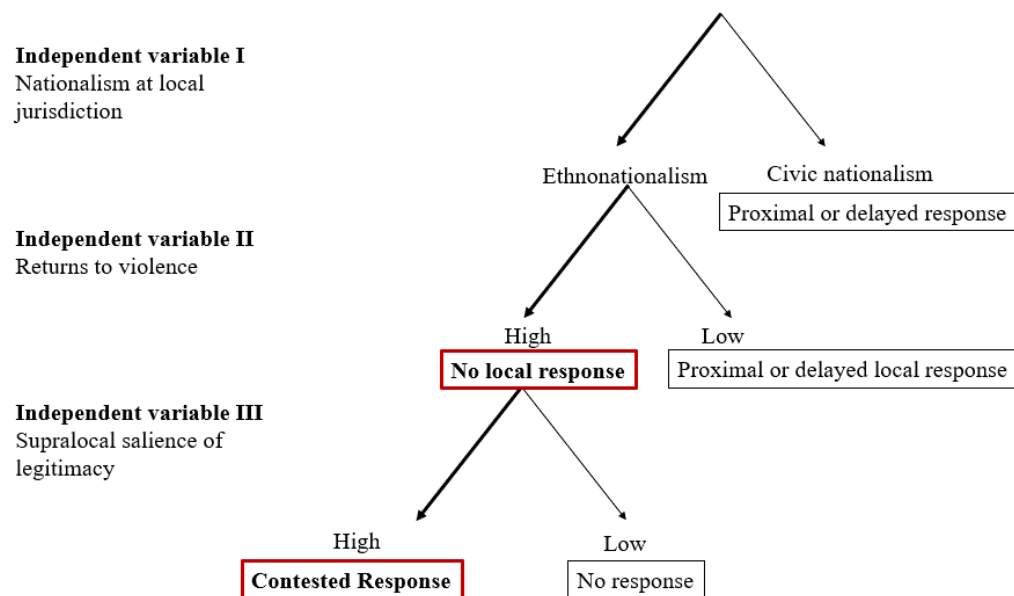 Independent variable I
Nationalism at local
jurisdiction
Ethnonationalism
Civic nationalism
Proximal or delayed response
Independent variable II
Returns to violence
High
Low
No local response
Proximal or delayed local response
Independent variable III
Supralocal salience of
legitimacy
High
Low
Contested Response
No response